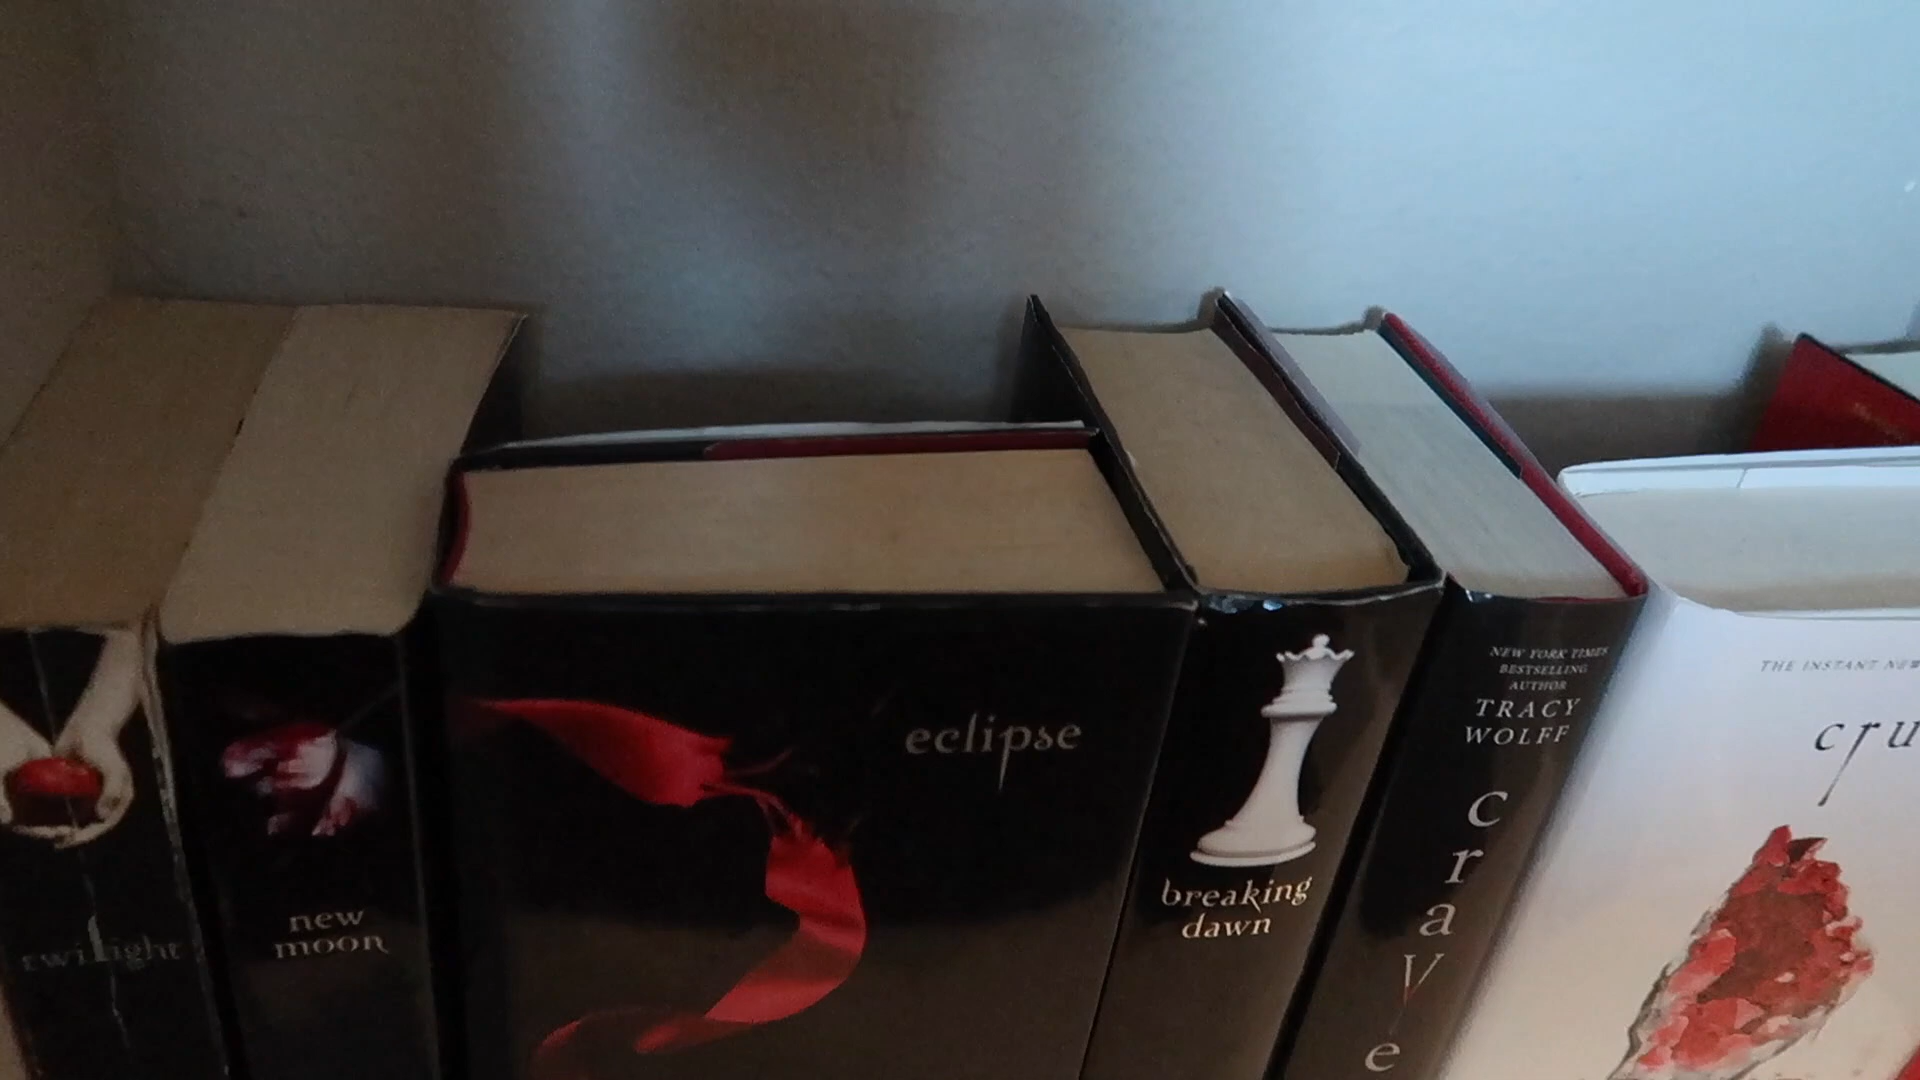 twilight
new
moon
eclipse
breaking
dawn
NEW YORK TIMES
BESTSELLING
AUTHOR
TRACY
WOLFF
crave
THE INSTANT NEW
cru